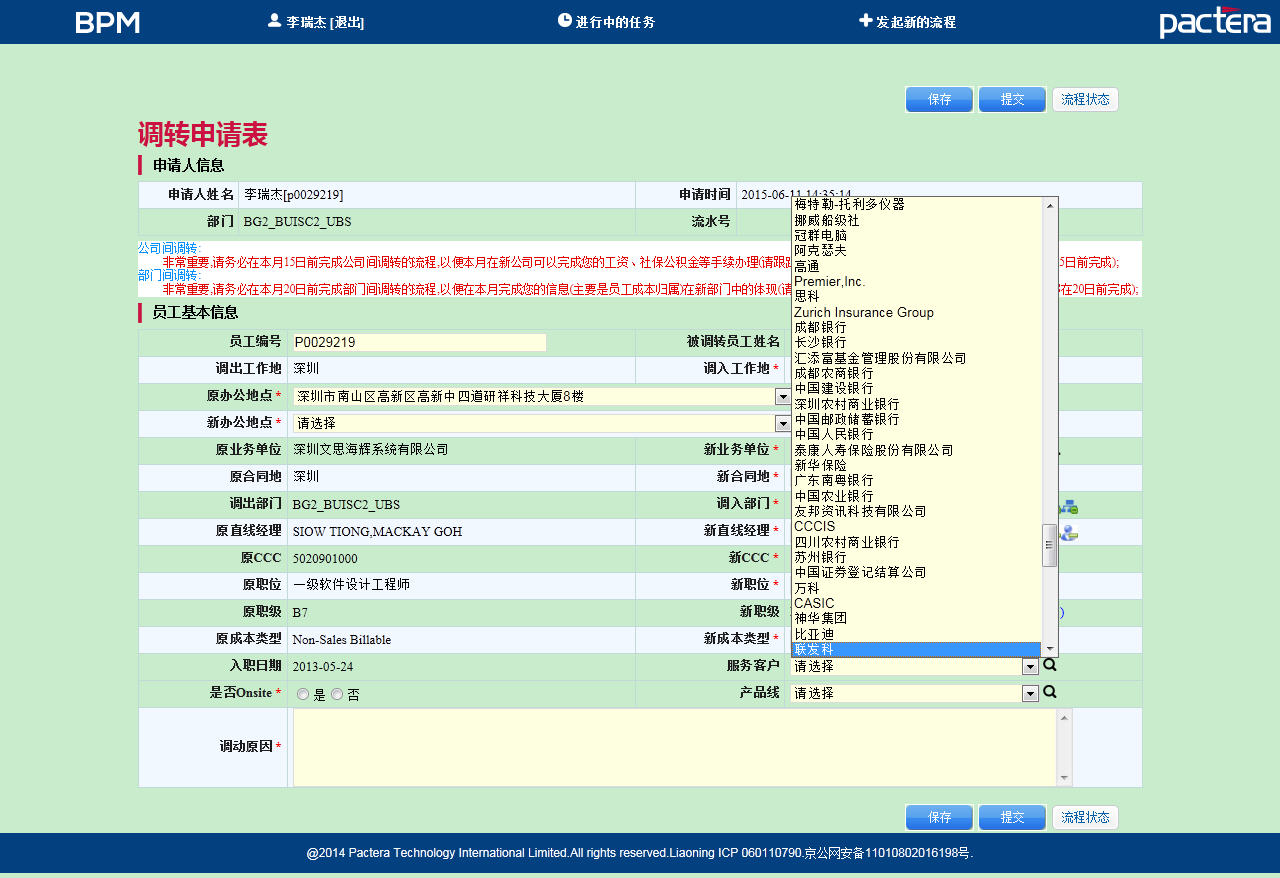 BPM 李瑞杰 [退出] 进行中的任务 发起新的流程 pactera
保存 提交 流程状态
调转申请表
申请人信息
申请人姓名 李瑞杰[p0029219] 申请时间 2015-06-11 14:35:14
部门 BG2_BUISC2_UBS 流水号
公司间调转:
非常重要,请务必在本月15日前完成公司间调转的流程,以便本月在新公司可以完成您的工资、社保公积金等手续办理(请跟踪 5日前完成);
部门间调转:
非常重要,请务必在本月20日前完成部门间调转的流程,以便在本月完成您的信息(主要是员工成本归属)在新部门中的体现(请 在20日前完成);
员工基本信息
员工编号 P0029219 被调转员工姓名
调出工作地 深圳 调入工作地 *
原办公地点 * 深圳市南山区高新区高新中四道研祥科技大厦8楼
新办公地点 * 请选择
原业务单位 深圳文思海辉系统有限公司 新业务单位 *
原合同地 深圳 新合同地 *
调出部门 BG2_BUISC2_UBS 调入部门 *
原直线经理 SIOW TIONG,MACKAY GOH 新直线经理 *
原CCC 5020901000 新CCC *
原职位 一级软件设计工程师 新职位 *
原职级 B7 新职级 )
原成本类型 Non-Sales Billable 新成本类型 *
入职日期 2013-05-24 服务客户 请选择
是否Onsite * 是 否 产品线 请选择
调动原因 *
梅特勒-托利多仪器
挪威船级社
冠群电脑
阿克瑟夫
高通
Premier,Inc.
思科
Zurich Insurance Group
成都银行
长沙银行
汇添富基金管理股份有限公司
成都农商银行
中国建设银行
深圳农村商业银行
中国邮政储蓄银行
中国人民银行
泰康人寿保险股份有限公司
新华保险
广东南粤银行
中国农业银行
友邦资讯科技有限公司
CCCIS
四川农村商业银行
苏州银行
中国证券登记结算公司
万科
CASIC
神华集团
比亚迪
联发科
保存 提交 流程状态
@2014 Pactera Technology International Limited.All rights reserved.Liaoning ICP 060110790.京公网安备11010802016198号.